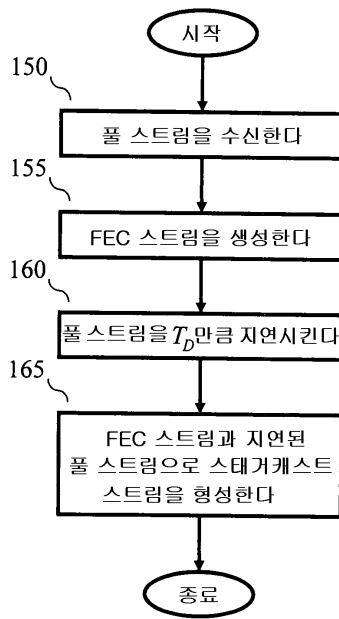 시작
150
풀 스트림을 수신한다
155
FEC 스트림을 생성한다
160
풀 스트림을 T_D만큼 지연시킨다
165
FEC 스트림과 지연된
풀 스트림으로 스태거캐스트
스트림을 형성한다
종료